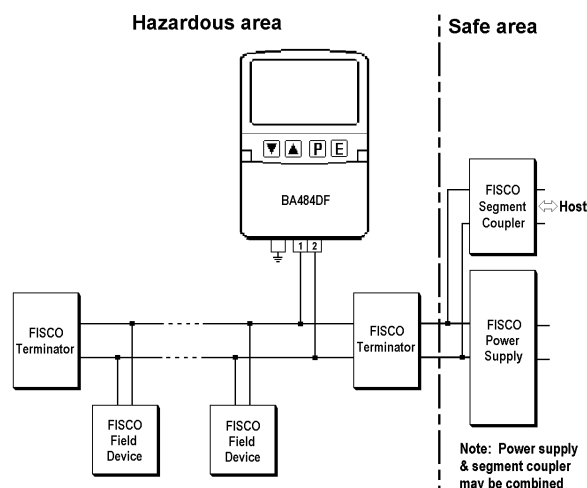 Hazardous area
Safe area
P E
BA484DF
1 2
FISCO
Segment
Coupler
Host
FISCO
Terminator
FISCO
Terminator
FISCO
Power
Supply
FISCO
Field
Device
FISCO
Field
Device
Note: Power supply
& segment coupler
may be combined